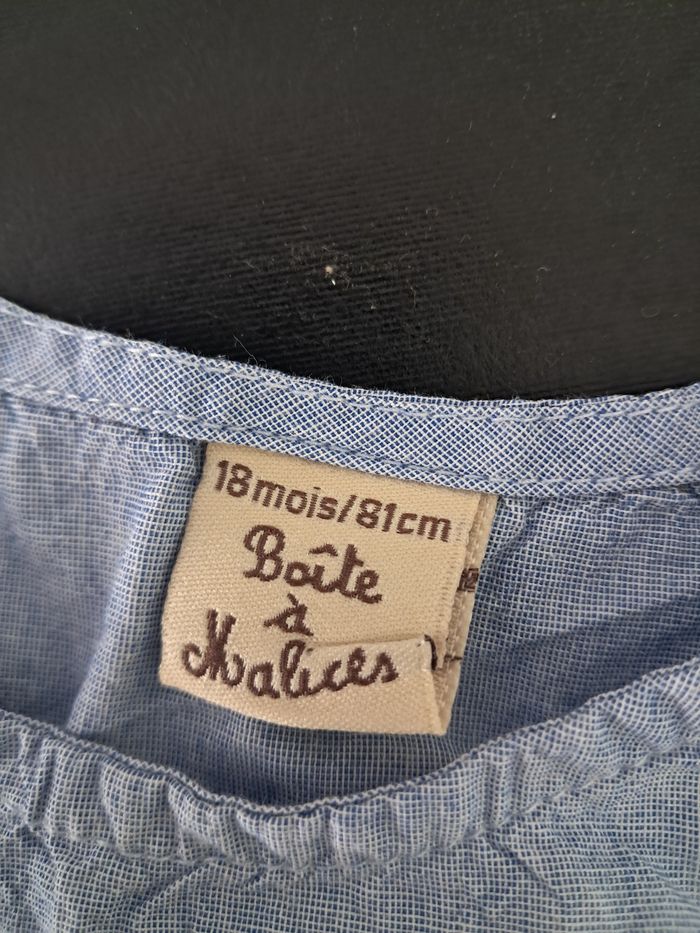 18mois/81cm
Boîte
à
Malices